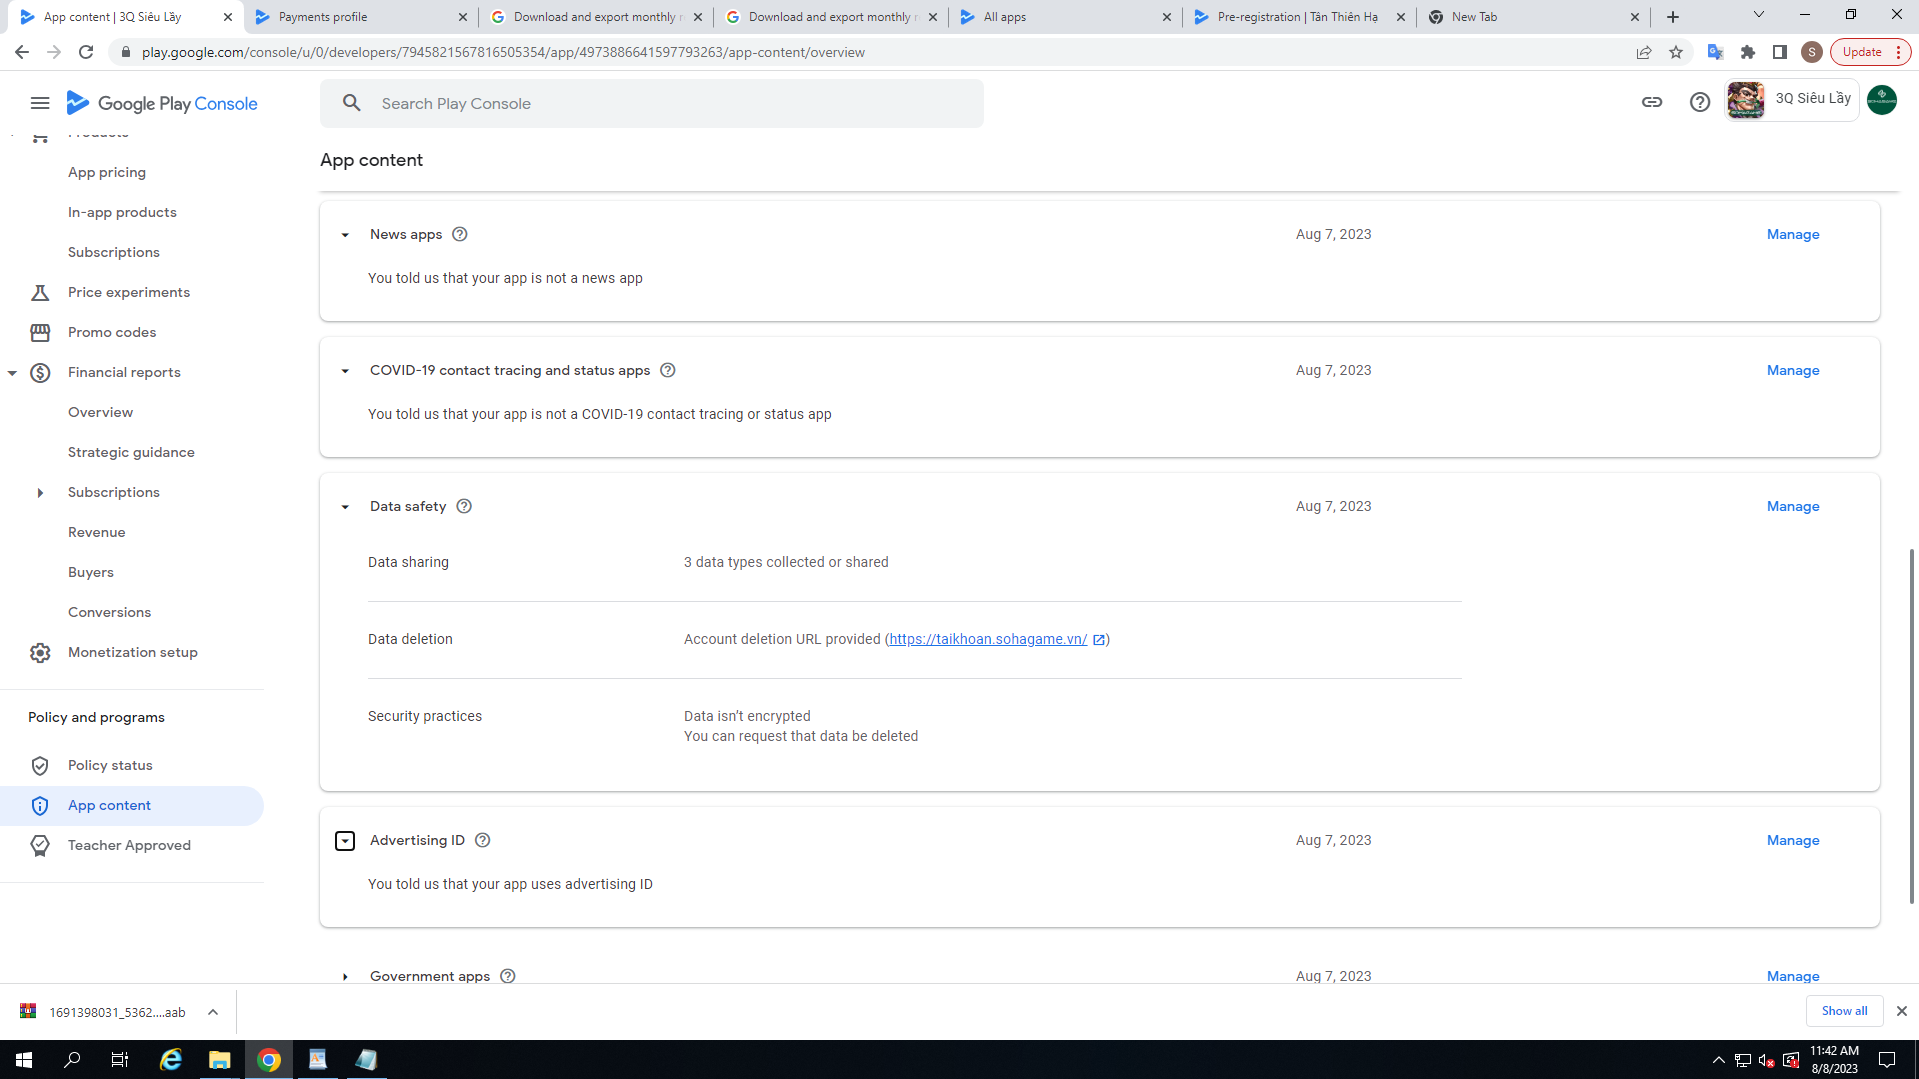 App content | 3Q Siêu Lầy
Payments profile
Download and export monthly
Download and export monthly
All apps
Pre-registration | Tân Thiên Hạ
New Tab
play.google.com/console/u/0/developers/7945821567816505354/app/4973886641597793263/app-content/overview
S
Update
Google Play Console
Search Play Console
3Q Siêu Lầy
Products
App pricing
In-app products
Subscriptions
Price experiments
Promo codes
Financial reports
Overview
Strategic guidance
Subscriptions
Revenue
Buyers
Conversions
Monetization setup
Policy and programs
Policy status
App content
Teacher Approved
App content
News apps
Aug 7, 2023
Manage
You told us that your app is not a news app
COVID-19 contact tracing and status apps
Aug 7, 2023
Manage
You told us that your app is not a COVID-19 contact tracing or status app
Data safety
Aug 7, 2023
Manage
Data sharing
3 data types collected or shared
Data deletion
Account deletion URL provided (https://taikhoan.sohagame.vn/)
Security practices
Data isn’t encrypted
You can request that data be deleted
Advertising ID
Aug 7, 2023
Manage
You told us that your app uses advertising ID
Government apps
Aug 7, 2023
Manage
1691398031_5362....aab
Show all
11:42 AM
8/8/2023